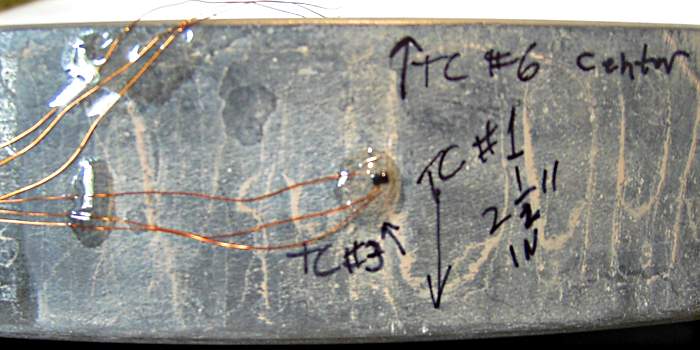 TC #6 center
TC #1
2 1/2"
IN
TC #3